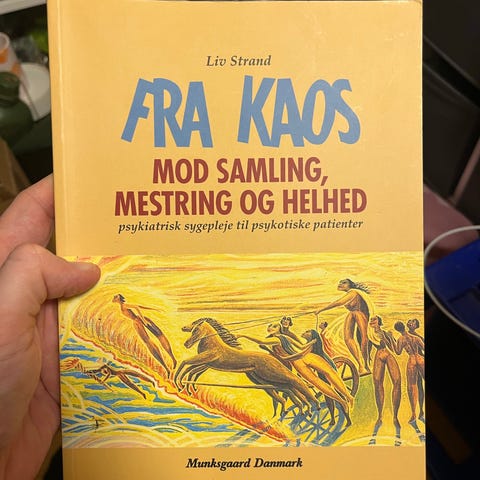 Liv Strand
FRA KAOS
MOD SAMLING,
MESTRING OG HELHED
psykiatrisk sygepleje til psykotiske patienter
Munksgaard Danmark